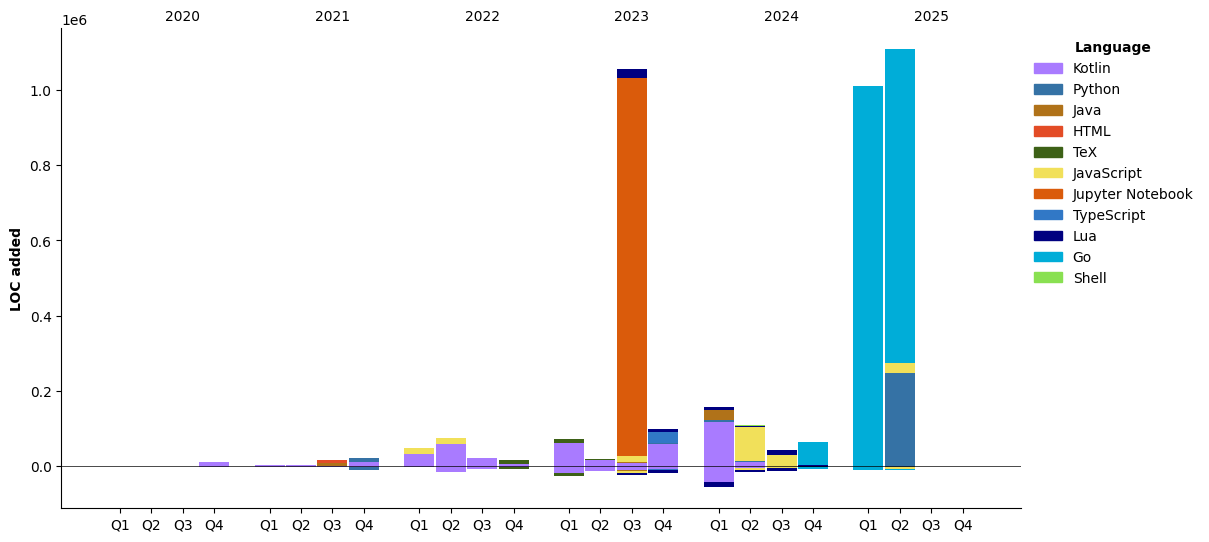 1e6
2020 2021 2022 2023 2024 2025
Language
Kotlin
Python
Java
HTML
TeX
JavaScript
Jupyter Notebook
TypeScript
Lua
Go
Shell
LOC added
1.0
0.8
0.6
0.4
0.2
0.0
Q1 Q2 Q3 Q4 Q1 Q2 Q3 Q4 Q1 Q2 Q3 Q4 Q1 Q2 Q3 Q4 Q1 Q2 Q3 Q4 Q1 Q2 Q3 Q4